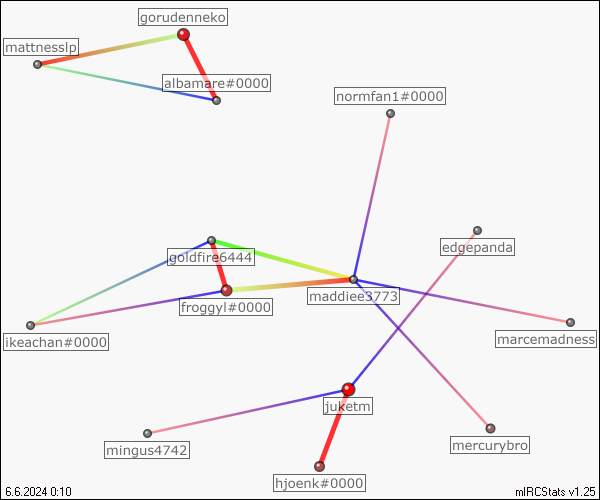 gorudenneko
mattnesslp
albamare#0000
normfan1#0000
edgepanda
goldfire6444
maddiee3773
froggyl#0000
ikeachan#0000
marcemadness
juketm
mingus4742
mercurybro
hjoenk#0000
6.6.2024 0:10
mIRCStats v1.25